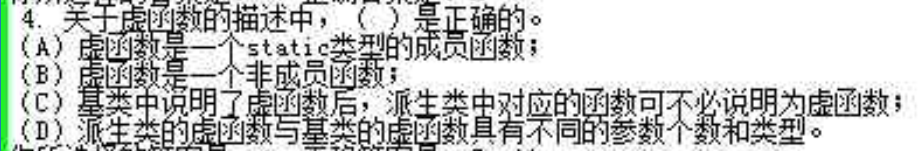 4. 关于虚函数的描述中，（ ）是正确的。
（A）虚函数是一个static类型的成员函数；
（B）虚函数是一个非成员函数；
（C）基类中说明了虚函数后，派生类中对应的函数可不必说明为虚函数；
（D）派生类的虚函数与基类的虚函数具有不同的参数个数和类型。